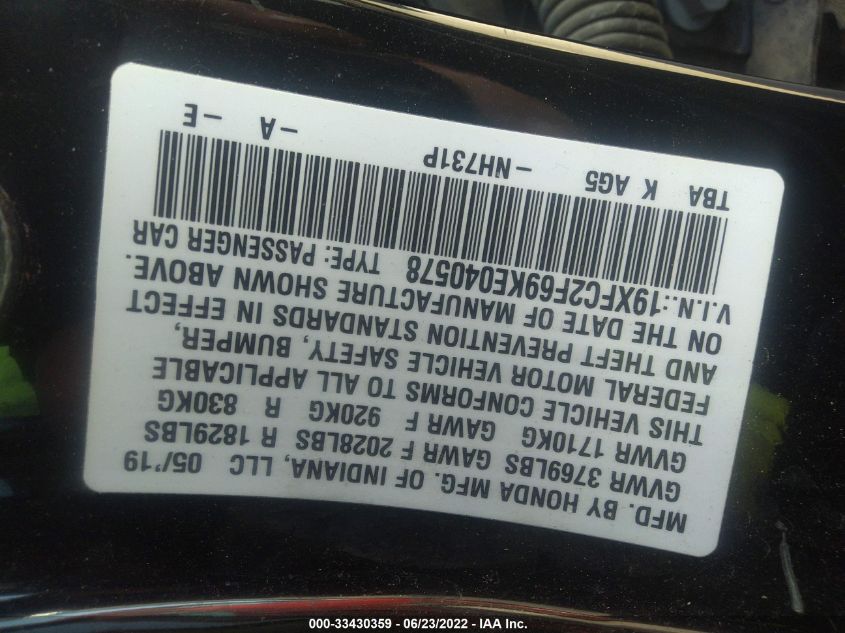 MFD. BY HONDA MFG. OF INDIANA, LLC 05/'19
GVWR 3769LBS GAWR F 2028LBS R 1829LBS
GVWR 1710KG GAWR F 920KG R 830KG
THIS VEHICLE CONFORMS TO ALL APPLICABLE
FEDERAL MOTOR VEHICLE SAFETY, BUMPER,
AND THEFT PREVENTION STANDARDS IN EFFECT
ON THE DATE OF MANUFACTURE SHOWN ABOVE.
V.I.N.:19XFC2F69KE040578 TYPE: PASSENGER CAR
TBA K AG5 -NH731P
-A -E
000-33430359 - 06/23/2022 - IAA Inc.